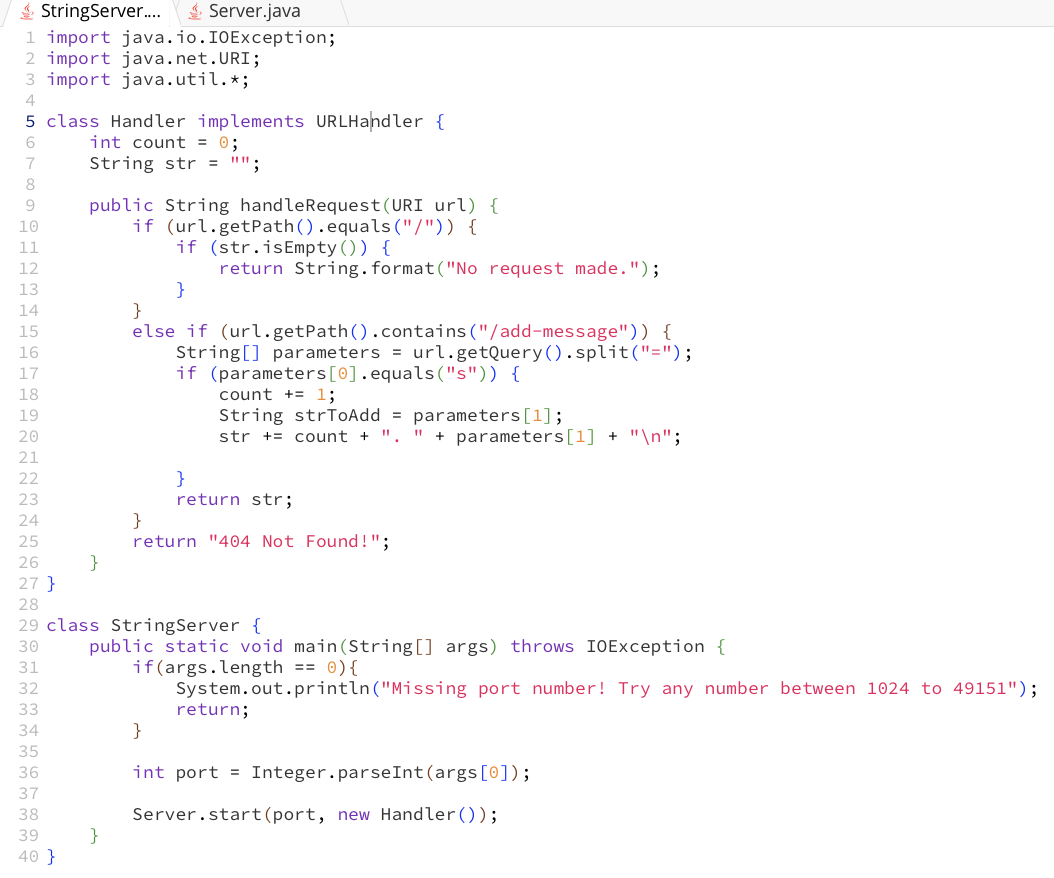 StringServer.... Server.java
1 import java.io.IOException;
2 import java.net.URI;
3 import java.util.*;
4
5 class Handler implements URLHandler {
6     int count = 0;
7     String str = "";
8
9     public String handleRequest(URI url) {
10         if (url.getPath().equals("/")) {
11             if (str.isEmpty()) {
12                 return String.format("No request made.");
13             }
14         }
15         else if (url.getPath().contains("/add-message")) {
16             String[] parameters = url.getQuery().split("=");
17             if (parameters[0].equals("s")) {
18                 count += 1;
19                 String strToAdd = parameters[1];
20                 str += count + ". " + parameters[1] + "\n";
21
22             }
23             return str;
24         }
25         return "404 Not Found!";
26     }
27 }
28
29 class StringServer {
30     public static void main(String[] args) throws IOException {
31         if(args.length == 0){
32             System.out.println("Missing port number! Try any number between 1024 to 49151");
33             return;
34         }
35
36         int port = Integer.parseInt(args[0]);
37
38         Server.start(port, new Handler());
39     }
40 }